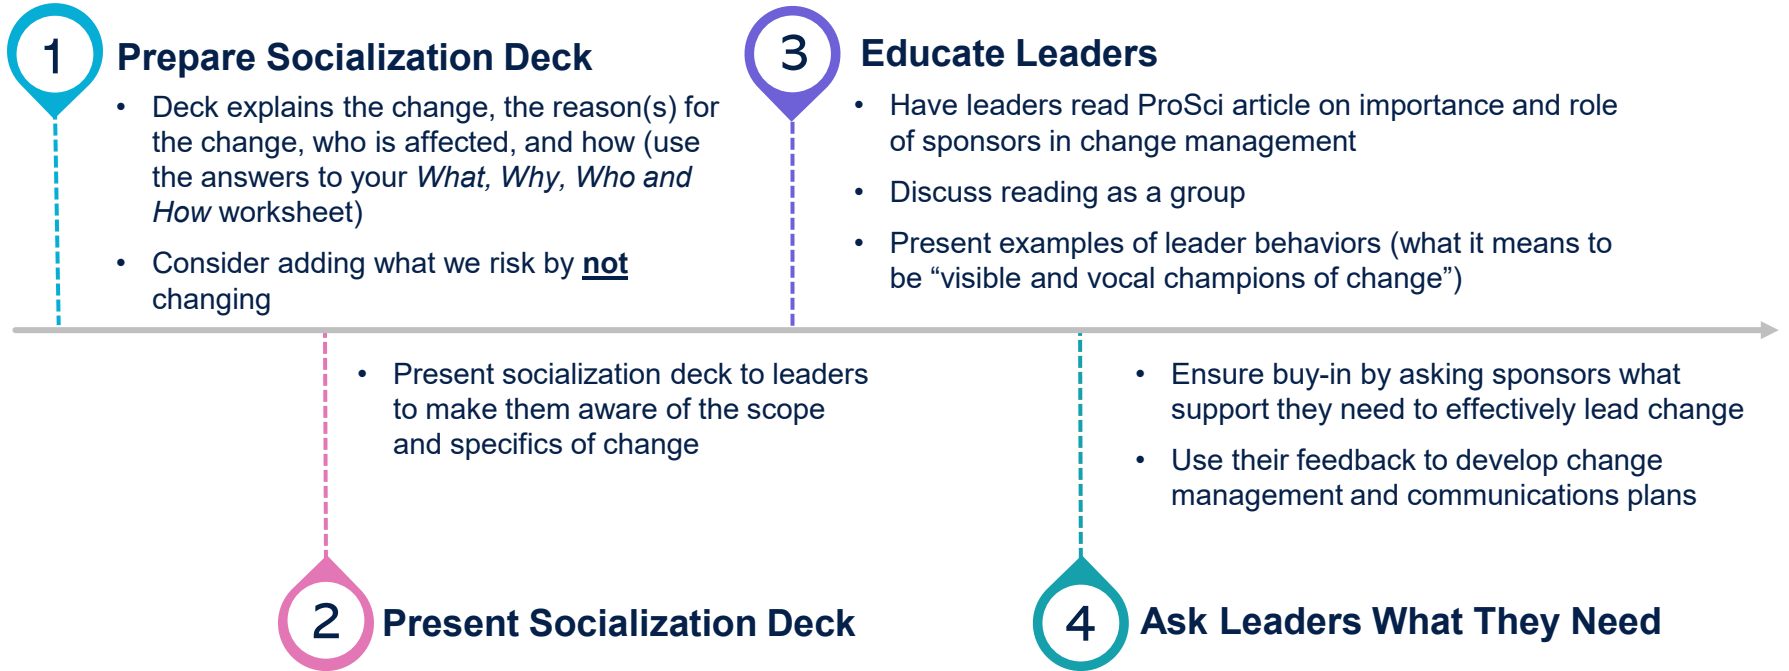 1
Prepare Socialization Deck
• Deck explains the change, the reason(s) for
the change, who is affected, and how (use
the answers to your What, Why, Who and
How worksheet)
• Consider adding what we risk by not
changing
2
Present Socialization Deck
• Present socialization deck to leaders
to make them aware of the scope
and specifics of change
3
Educate Leaders
• Have leaders read ProSci article on importance and role
of sponsors in change management
• Discuss reading as a group
• Present examples of leader behaviors (what it means to
be “visible and vocal champions of change”)
4
Ask Leaders What They Need
• Ensure buy-in by asking sponsors what
support they need to effectively lead change
• Use their feedback to develop change
management and communications plans